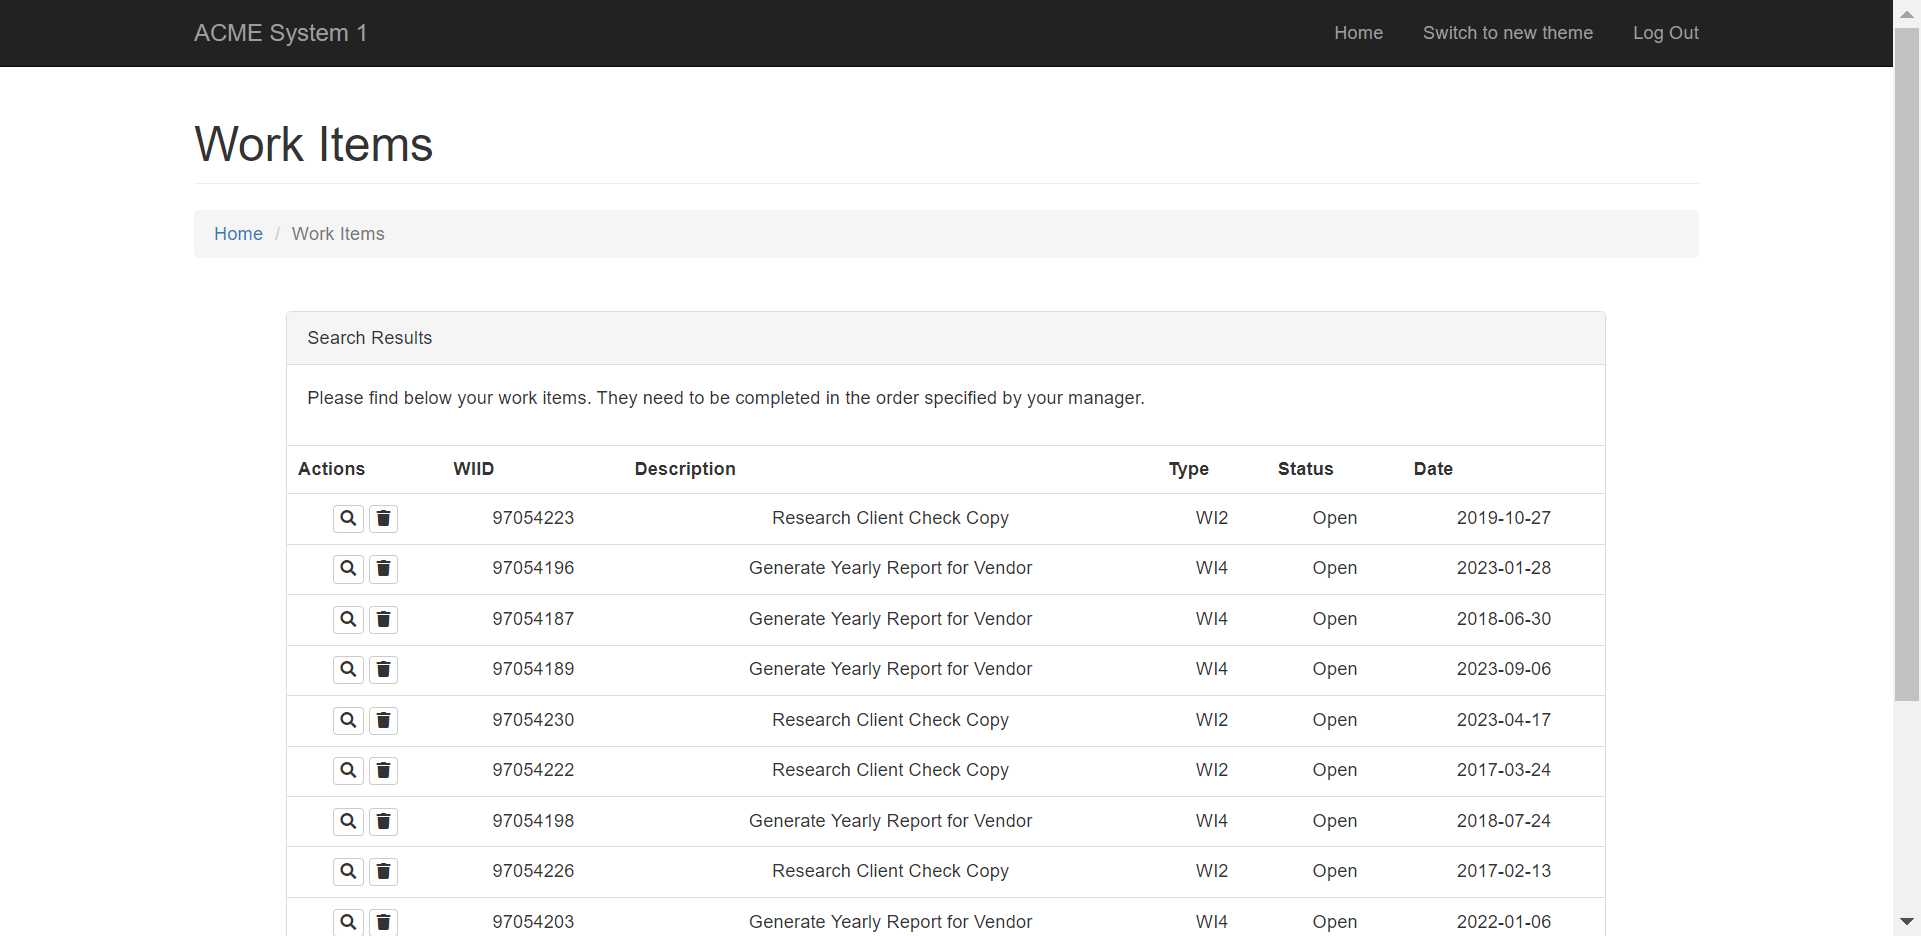 ACME System 1 Home Switch to new theme Log Out
Work Items
Home / Work Items
Search Results
Please find below your work items. They need to be completed in the order specified by your manager.
Actions WIID Description Type Status Date
97054223 Research Client Check Copy WI2 Open 2019-10-27
97054196 Generate Yearly Report for Vendor WI4 Open 2023-01-28
97054187 Generate Yearly Report for Vendor WI4 Open 2018-06-30
97054189 Generate Yearly Report for Vendor WI4 Open 2023-09-06
97054230 Research Client Check Copy WI2 Open 2023-04-17
97054222 Research Client Check Copy WI2 Open 2017-03-24
97054198 Generate Yearly Report for Vendor WI4 Open 2018-07-24
97054226 Research Client Check Copy WI2 Open 2017-02-13
97054203 Generate Yearly Report for Vendor WI4 Open 2022-01-06